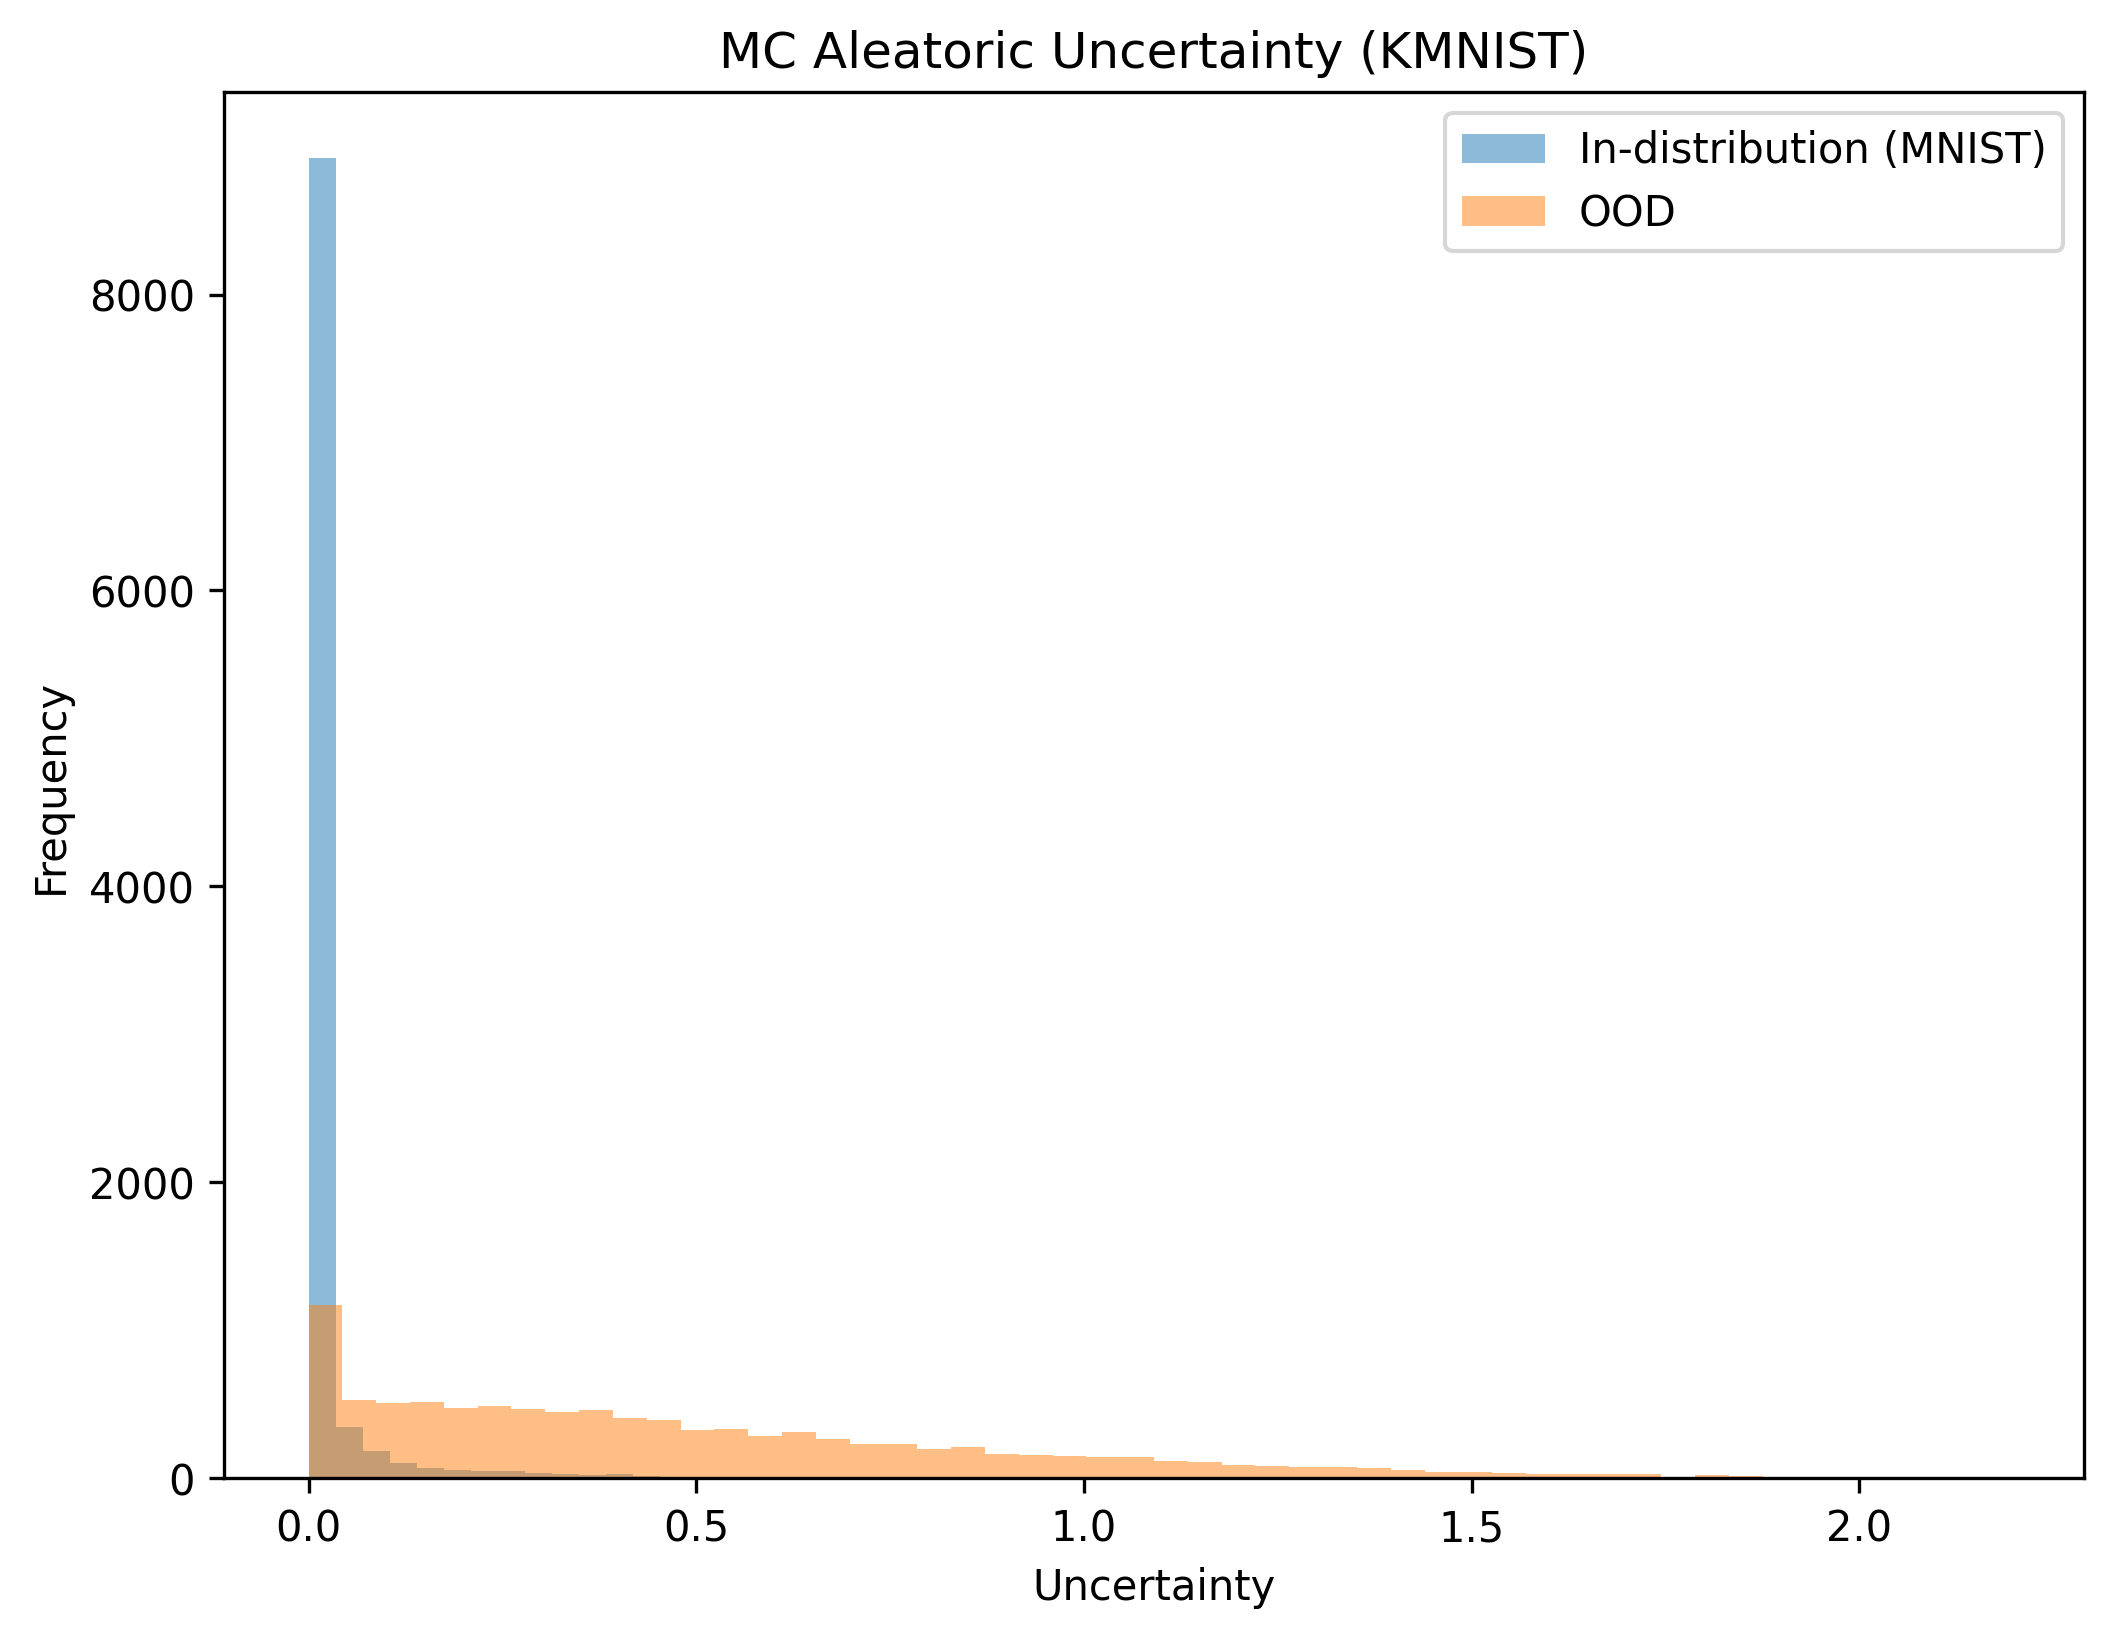 MC Aleatoric Uncertainty (KMNIST)
In-distribution (MNIST)
OOD
Frequency
8000
6000
4000
2000
0
0.0 0.5 1.0 1.5 2.0
Uncertainty